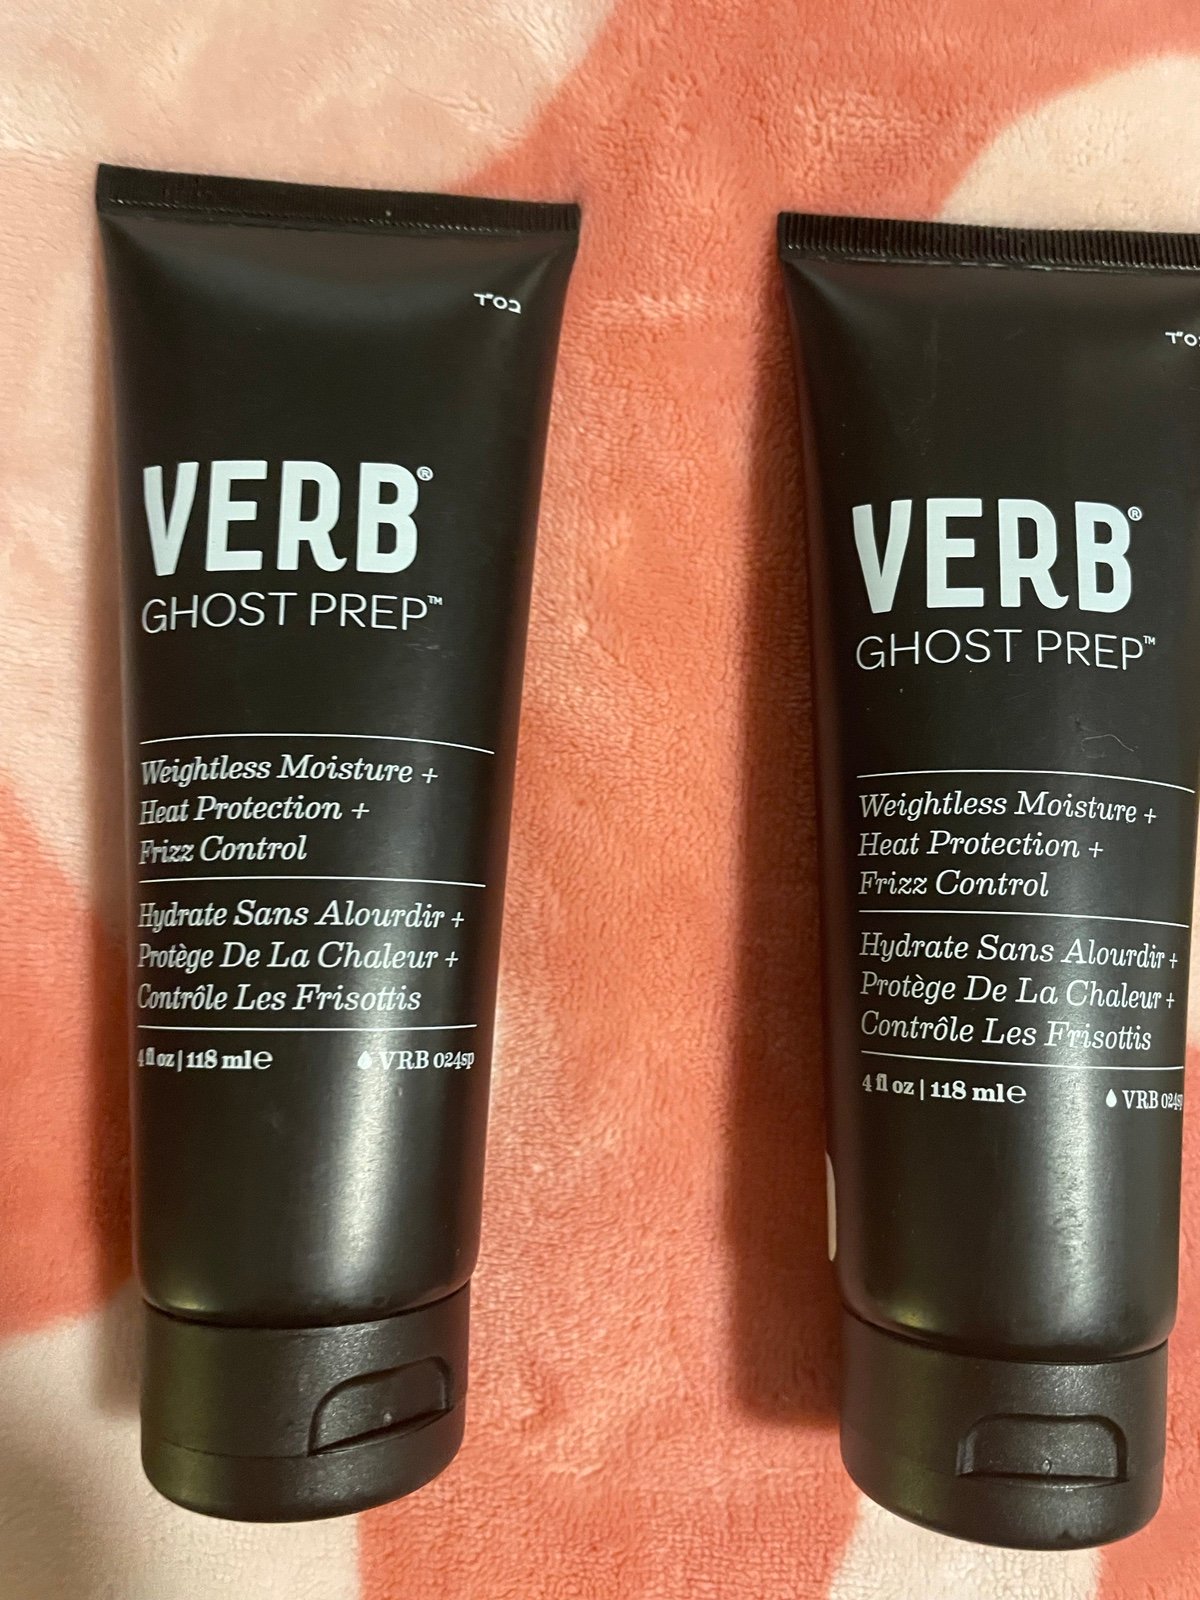 בס"ד
VERB®
GHOST PREP™
Weightless Moisture +
Heat Protection +
Frizz Control
Hydrate Sans Alourdir +
Protège De La Chaleur +
Contrôle Les Frisottis
4 fl oz | 118 ml℮ VRB 024sp
VERB®
GHOST PREP™
Weightless Moisture +
Heat Protection +
Frizz Control
Hydrate Sans Alourdir +
Protège De La Chaleur +
Contrôle Les Frisottis
4 fl oz | 118 ml℮ VRB